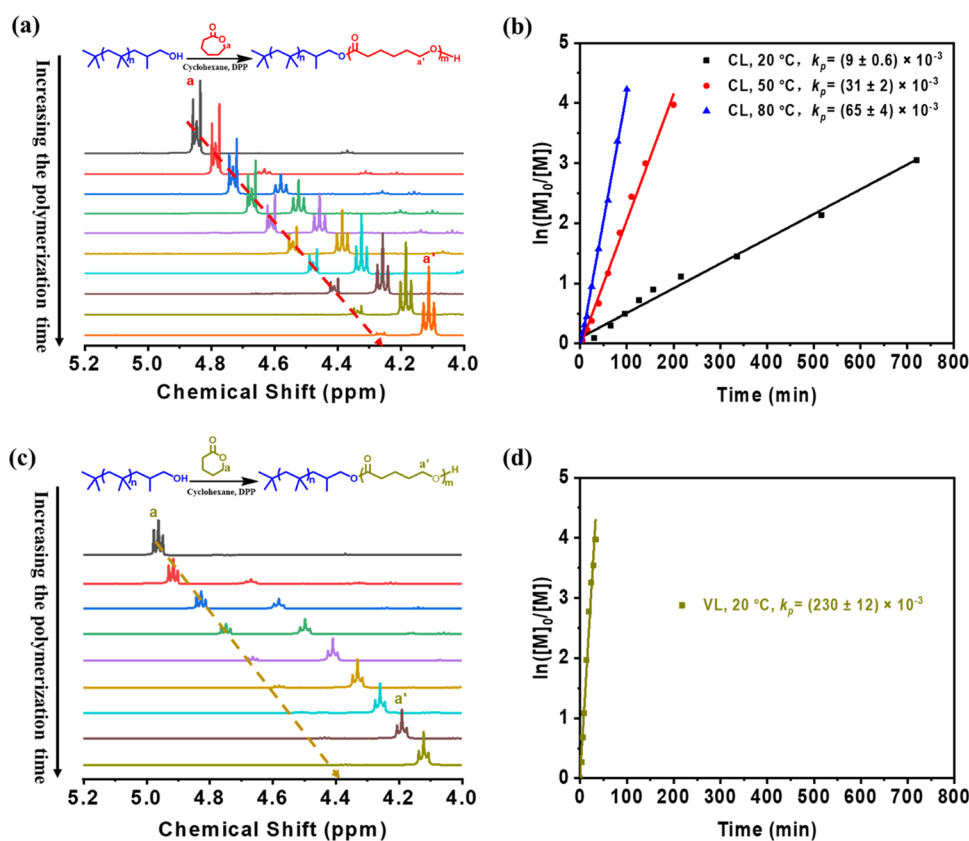 (a)
O
O
a
OH
n
Cyclohexane, DPP
O
n
O
a'
O
m
H
Increasing the polymerization time
a
a'
5.2 5.0 4.8 4.6 4.4 4.2 4.0
Chemical Shift (ppm)
(b)
5
4
3
2
1
0
ln([M]0/[M])
CL, 20 °C, kp= (9 ± 0.6) × 10-3
CL, 50 °C, kp= (31 ± 2) × 10-3
CL, 80 °C, kp= (65 ± 4) × 10-3
0 100 200 300 400 500 600 700 800
Time (min)
(c)
O
O
a
OH
n
Cyclohexane, DPP
O
n
O
a'
O
m
H
Increasing the polymerization time
a
a'
5.2 5.0 4.8 4.6 4.4 4.2 4.0
Chemical Shift (ppm)
(d)
5
4
3
2
1
0
ln([M]0/[M])
VL, 20 °C, kp= (230 ± 12) × 10-3
0 100 200 300 400 500 600 700 800
Time (min)